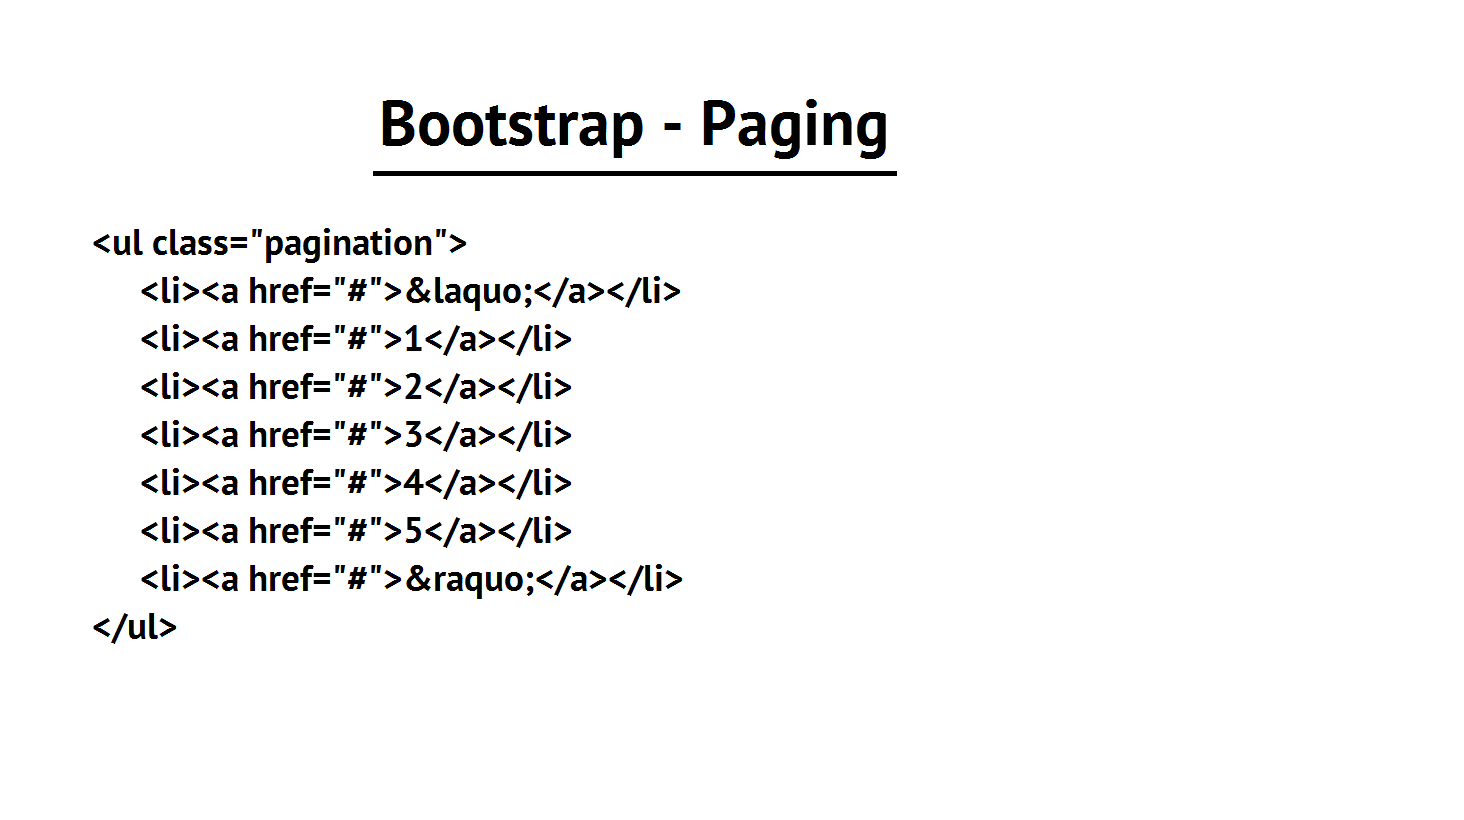 Bootstrap - Paging
<ul class="pagination">
<li><a href="#">&laquo;</a></li>
<li><a href="#">1</a></li>
<li><a href="#">2</a></li>
<li><a href="#">3</a></li>
<li><a href="#">4</a></li>
<li><a href="#">5</a></li>
<li><a href="#">&raquo;</a></li>
</ul>